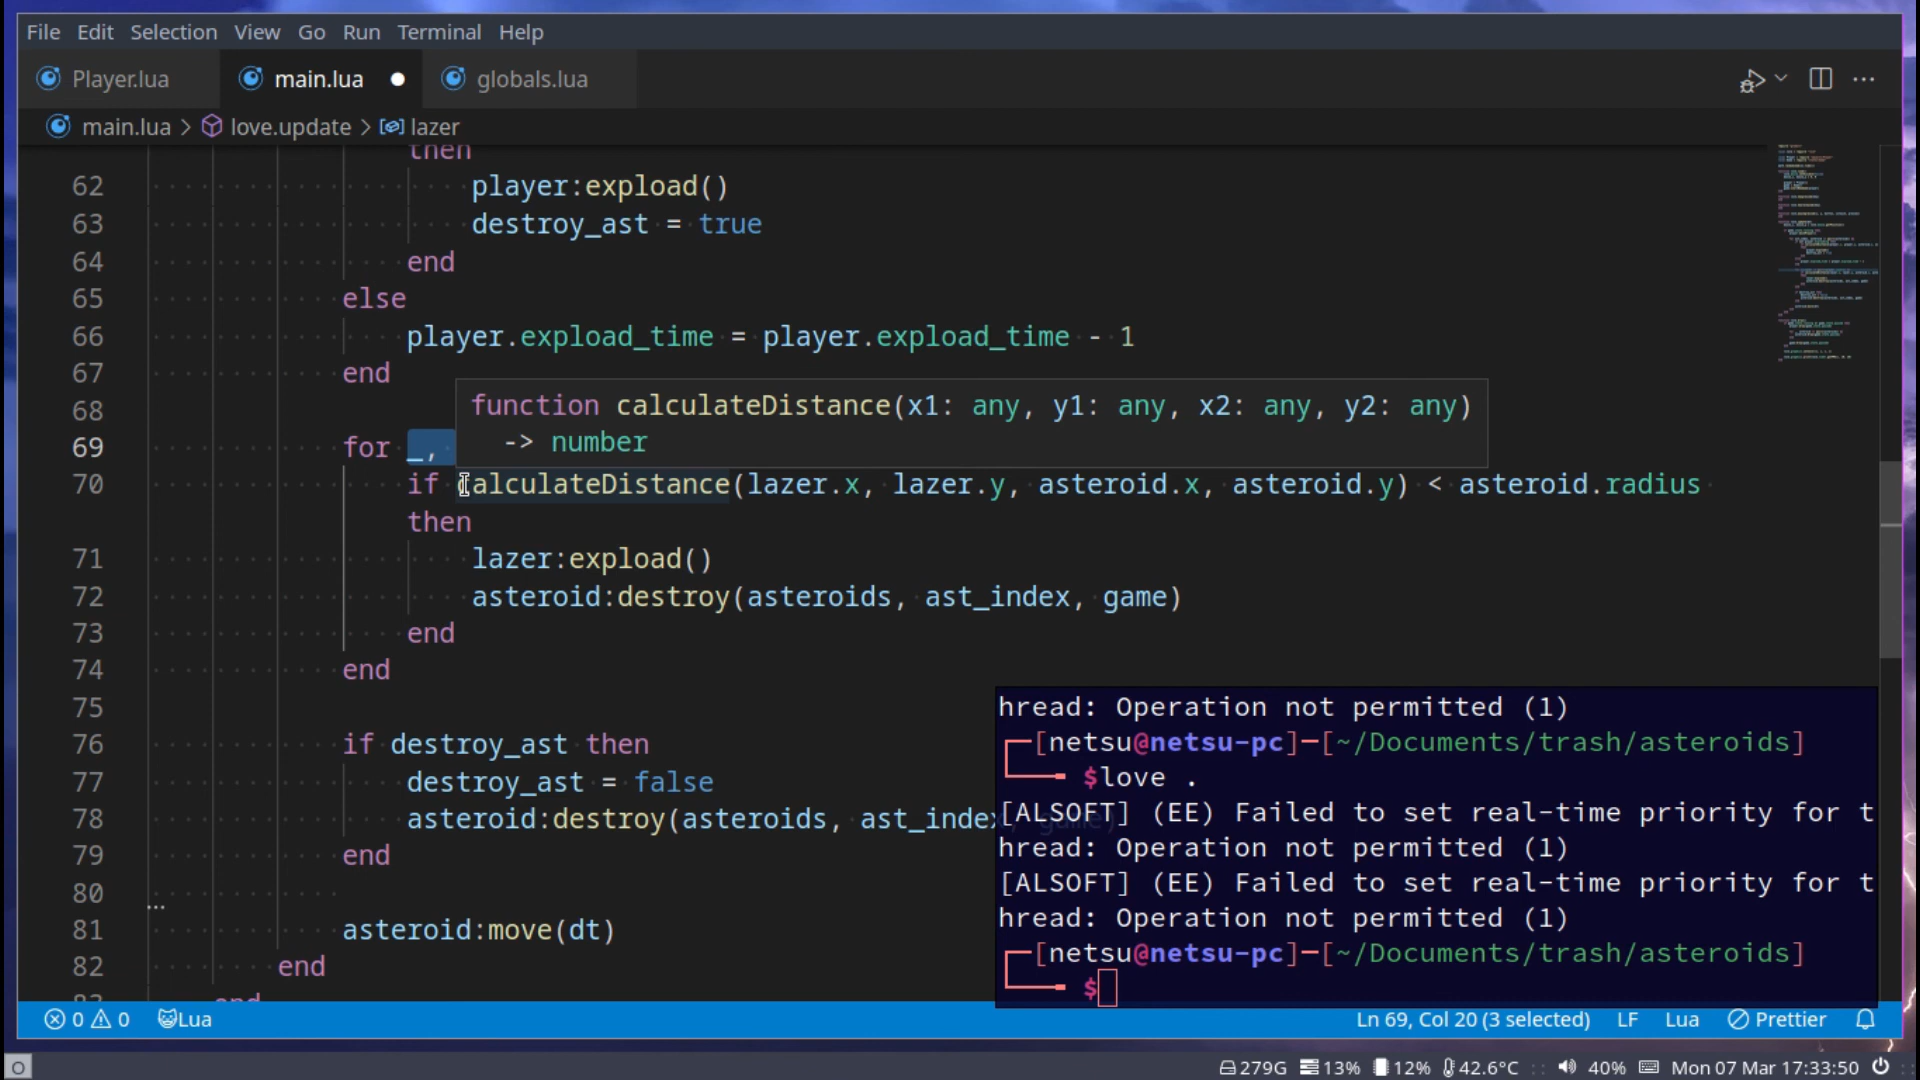 File Edit Selection View Go Run Terminal Help
Player.lua main.lua globals.lua
main.lua > love.update > lazer
then
62 player:expload()
63 destroy_ast = true
64 end
65 else
66 player.expload_time = player.expload_time - 1
67 end
68
function calculateDistance(x1: any, y1: any, x2: any, y2: any)
-> number
69 for _,
70 if calculateDistance(lazer.x, lazer.y, asteroid.x, asteroid.y) < asteroid.radius
then
71 lazer:expload()
72 asteroid:destroy(asteroids, ast_index, game)
73 end
74 end
75
76 if destroy_ast then
77 destroy_ast = false
78 asteroid:destroy(asteroids, ast_index, game)
79 end
80
81 asteroid:move(dt)
82 end
83 end
hread: Operation not permitted (1)
[netsu@netsu-pc]-[~/Documents/trash/asteroids]
$love .
[ALSOFT] (EE) Failed to set real-time priority for t
hread: Operation not permitted (1)
[ALSOFT] (EE) Failed to set real-time priority for t
hread: Operation not permitted (1)
[netsu@netsu-pc]-[~/Documents/trash/asteroids]
$
0 0 Lua Ln 69, Col 20 (3 selected) LF Lua Prettier
279G 13% 12% 42.6°C :: 40% Mon 07 Mar 17:33:50